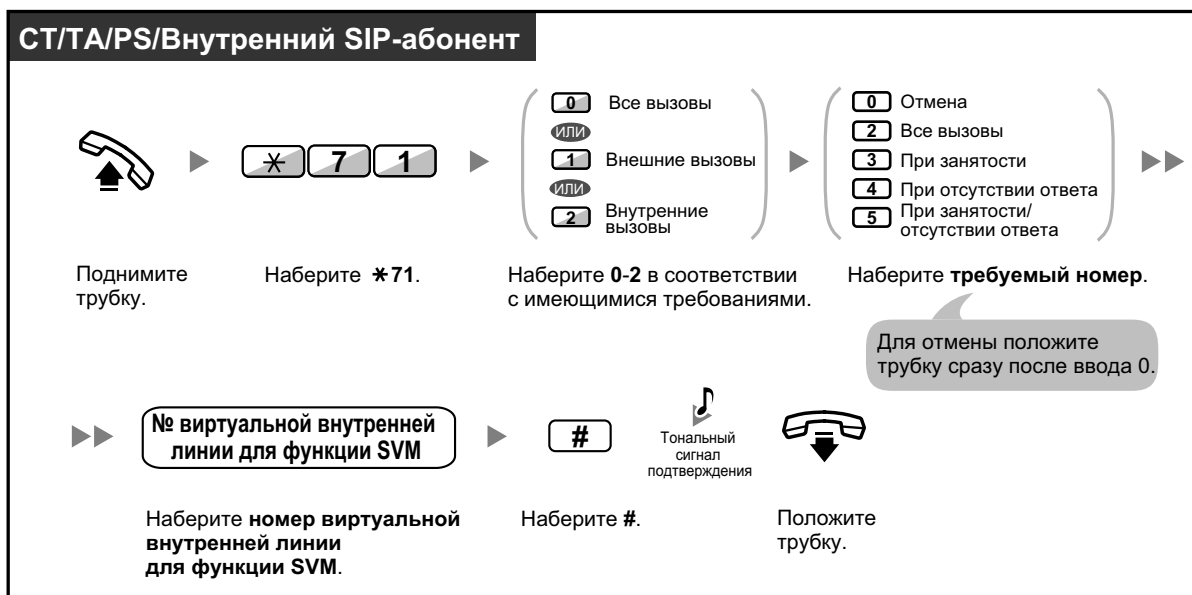 CT/TA/PS/Внутренний SIP-абонент
0 Все вызовы
ИЛИ
1 Внешние вызовы
ИЛИ
2 Внутренние
вызовы
0 Отмена
2 Все вызовы
3 При занятости
4 При отсутствии ответа
5 При занятости/
отсутствии ответа
* 7 1
Поднимите
трубку.
Наберите *71.
Наберите 0-2 в соответствии
с имеющимися требованиями.
Наберите требуемый номер.
Для отмены положите
трубку сразу после ввода 0.
№ виртуальной внутренней
линии для функции SVM
#
Тональный
сигнал
подтверждения
Наберите номер виртуальной
внутренней линии
для функции SVM.
Наберите #.
Положите
трубку.